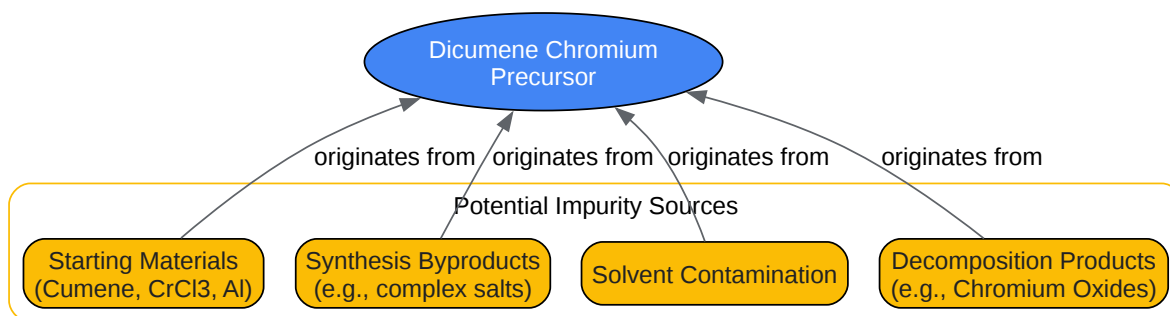 Dicumene Chromium
Precursor
originates from
originates from
originates from
originates from
Potential Impurity Sources
Starting Materials
(Cumene, CrCl3, Al)
Synthesis Byproducts
(e.g., complex salts)
Solvent Contamination
Decomposition Products
(e.g., Chromium Oxides)